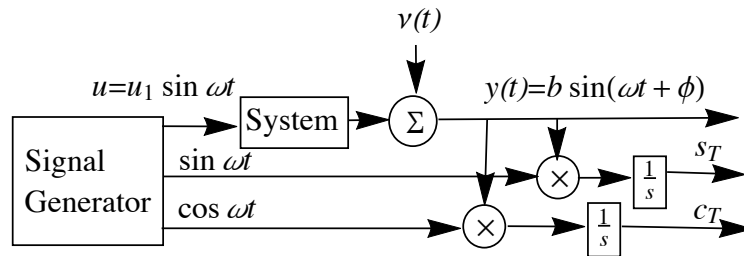 ν(t)
u=u₁ sin ωt
y(t)=b sin(ωt + ϕ)
System
Σ
Signal
Generator
sin ωt
×
1/s
s_T
cos ωt
×
1/s
c_T